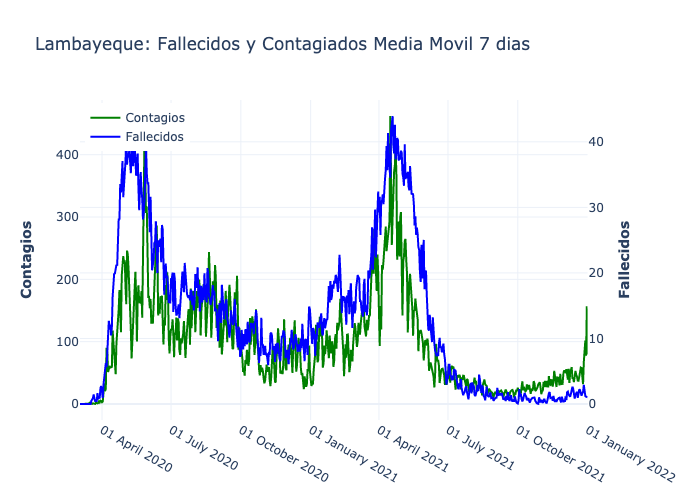 Lambayeque: Fallecidos y Contagiados Media Movil 7 dias
Contagios
Fallecidos
400
300
200
100
0
Contagios
40
30
20
10
0
Fallecidos
01 April 2020
01 July 2020
01 October 2020
01 January 2021
01 April 2021
01 July 2021
01 October 2021
01 January 2022